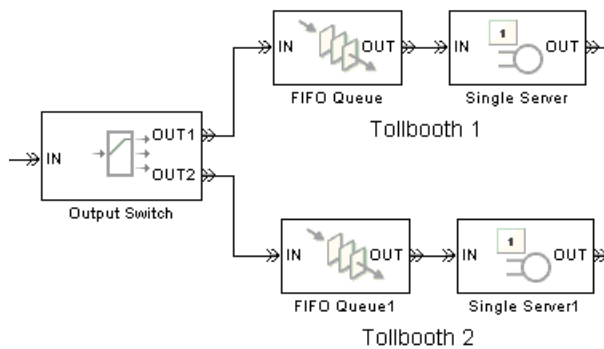 IN OUT
FIFO Queue
1
IN OUT
Single Server
Tollbooth 1
IN
OUT1
OUT2
Output Switch
IN OUT
FIFO Queue1
1
IN OUT
Single Server1
Tollbooth 2